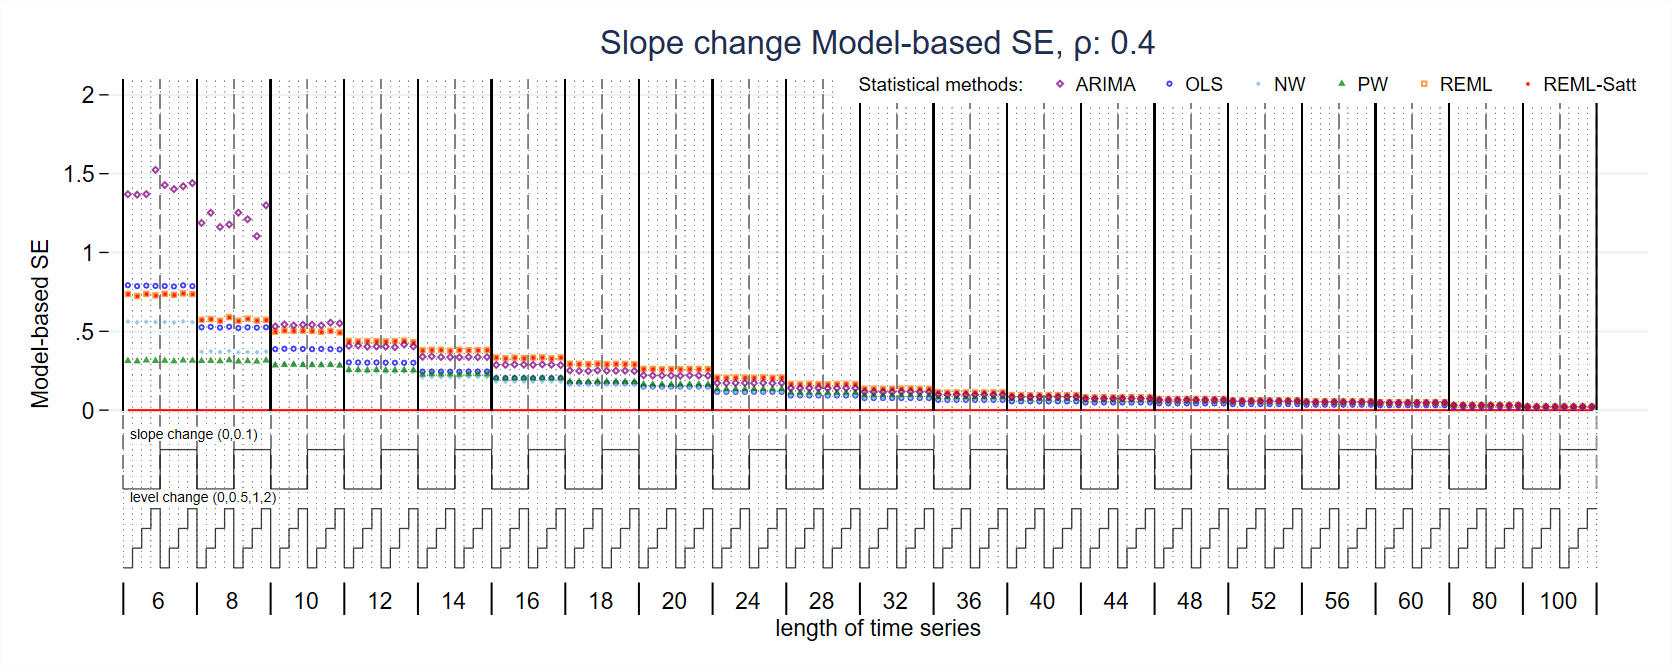 Slope change Model-based SE, ρ: 0.4
Statistical methods: ARIMA OLS NW PW REML REML-Satt
2
1.5
1
.5
0
Model-based SE
slope change (0,0.1)
level change (0,0.5,1,2)
6 8 10 12 14 16 18 20 24 28 32 36 40 44 48 52 56 60 80 100
length of time series